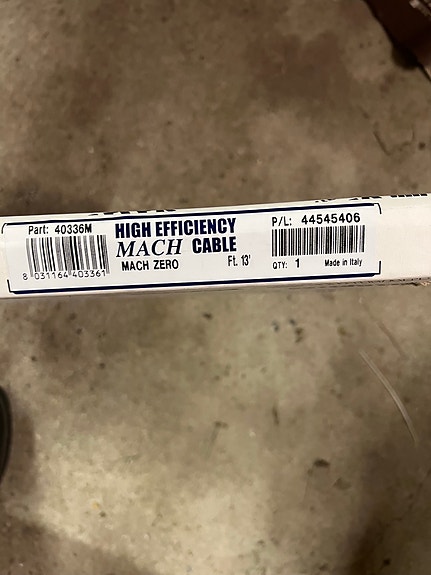 Part: 40336M
8 031164 403361
HIGH EFFICIENCY
MACH CABLE
MACH ZERO
Ft. 13'
P/L: 44545406
QTY: 1
Made in Italy